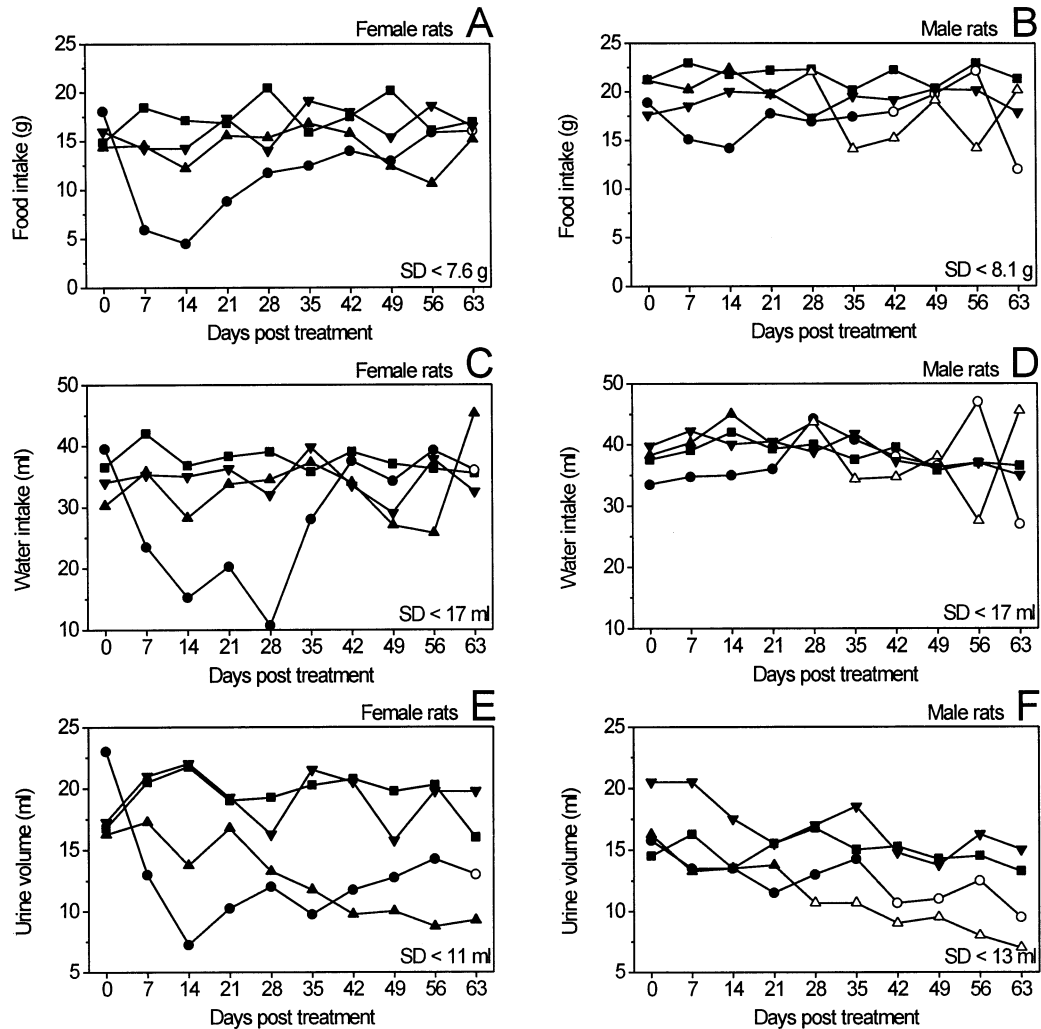 Female rats A
25
20
15
10
5
0
Food intake (g)
SD < 7.6 g
0 7 14 21 28 35 42 49 56 63
Days post treatment
Male rats B
25
20
15
10
5
0
Food intake (g)
SD < 8.1 g
0 7 14 21 28 35 42 49 56 63
Days post treatment
Female rats C
50
40
30
20
10
Water intake (ml)
SD < 17 ml
0 7 14 21 28 35 42 49 56 63
Days post treatment
Male rats D
50
40
30
20
10
Water intake (ml)
SD < 17 ml
0 7 14 21 28 35 42 49 56 63
Days post treatment
Female rats E
25
20
15
10
5
Urine volume (ml)
SD < 11 ml
0 7 14 21 28 35 42 49 56 63
Days post treatment
Male rats F
25
20
15
10
5
Urine volume (ml)
SD < 13 ml
0 7 14 21 28 35 42 49 56 63
Days post treatment